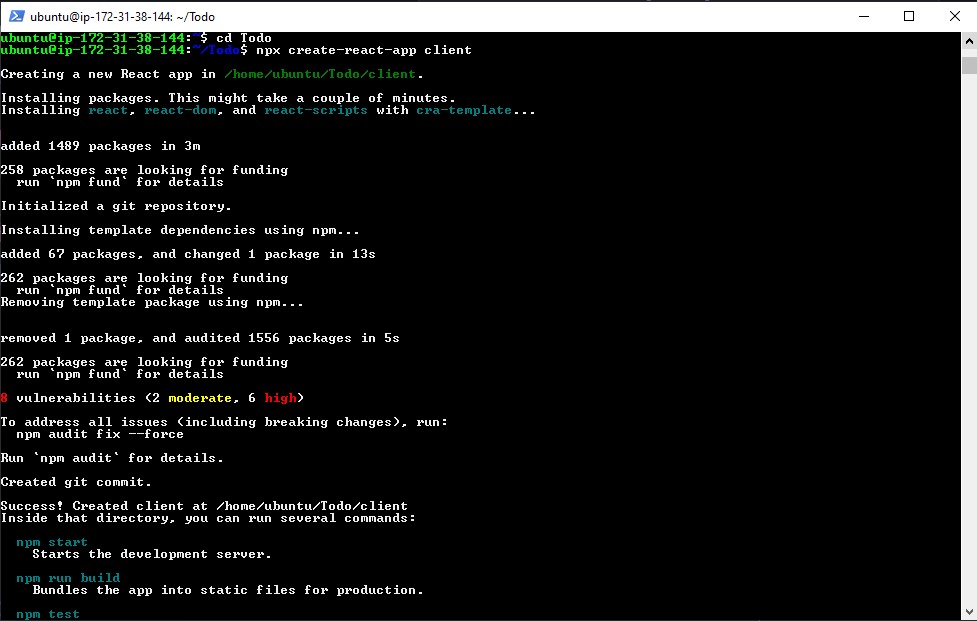 ubuntu@ip-172-31-38-144: ~/Todo
ubuntu@ip-172-31-38-144:~$ cd Todo
ubuntu@ip-172-31-38-144:~/Todo$ npx create-react-app client
Creating a new React app in /home/ubuntu/Todo/client.
Installing packages. This might take a couple of minutes.
Installing react, react-dom, and react-scripts with cra-template...
added 1489 packages in 3m
258 packages are looking for funding
  run `npm fund` for details
Initialized a git repository.
Installing template dependencies using npm...
added 67 packages, and changed 1 package in 13s
262 packages are looking for funding
  run `npm fund` for details
Removing template package using npm...
removed 1 package, and audited 1556 packages in 5s
262 packages are looking for funding
  run `npm fund` for details
8 vulnerabilities (2 moderate, 6 high)
To address all issues (including breaking changes), run:
  npm audit fix --force
Run `npm audit` for details.
Created git commit.
Success! Created client at /home/ubuntu/Todo/client
Inside that directory, you can run several commands:
  npm start
    Starts the development server.
  npm run build
    Bundles the app into static files for production.
  npm test